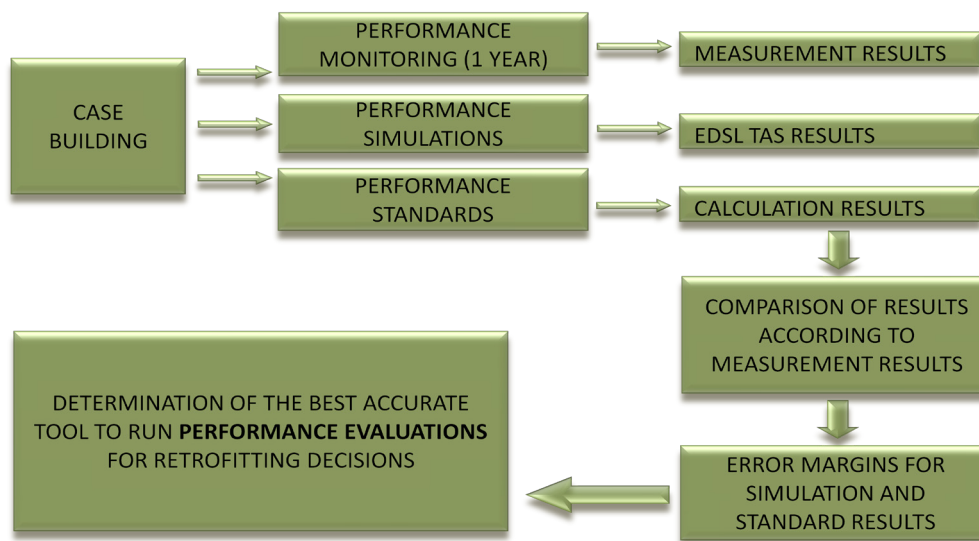 CASE
BUILDING
PERFORMANCE
MONITORING (1 YEAR)
MEASUREMENT RESULTS
PERFORMANCE
SIMULATIONS
EDSL TAS RESULTS
PERFORMANCE
STANDARDS
CALCULATION RESULTS
COMPARISON OF RESULTS
ACCORDING TO
MEASUREMENT RESULTS
ERROR MARGINS FOR
SIMULATION AND
STANDARD RESULTS
DETERMINATION OF THE BEST ACCURATE
TOOL TO RUN PERFORMANCE EVALUATIONS
FOR RETROFITTING DECISIONS